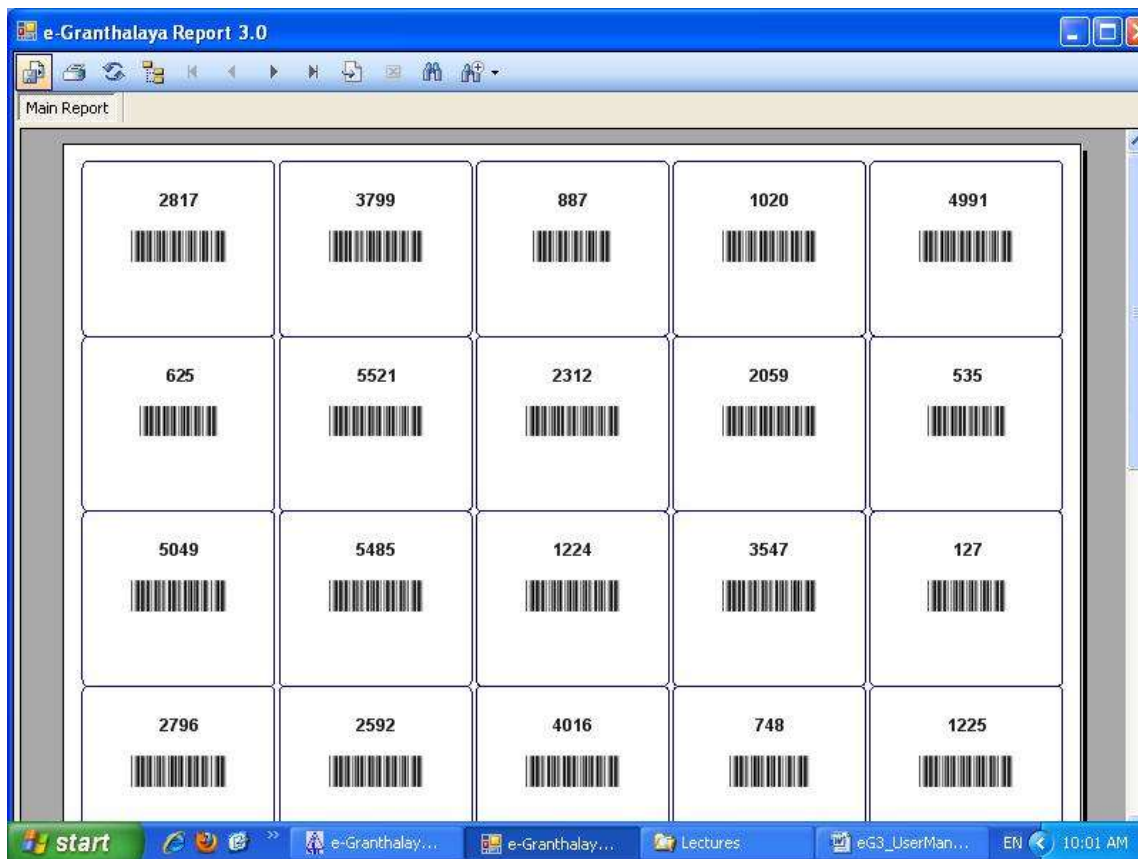 e-Granthalaya Report 3.0
Main Report
2817 3799 887 1020 4991
625 5521 2312 2059 535
5049 5485 1224 3547 127
2796 2592 4016 748 1225
start » e-Granthalay... e-Granthalay... Lectures eG3_UserMan... EN 10:01 AM